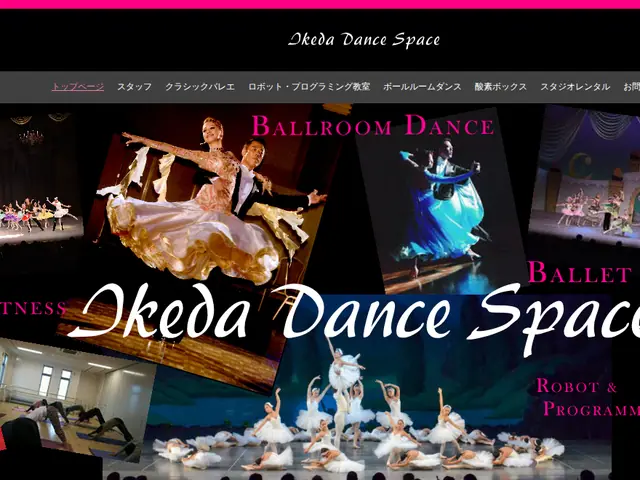 Ikeda Dance Space
トップページ スタッフ クラシックバレエ ロボット・プログラミング教室 ボールルームダンス 酸素ボックス スタジオレンタル お問
BALLROOM DANCE
BALLET
TNESS
Ikeda Dance Space
ROBOT &
PROGRAMM